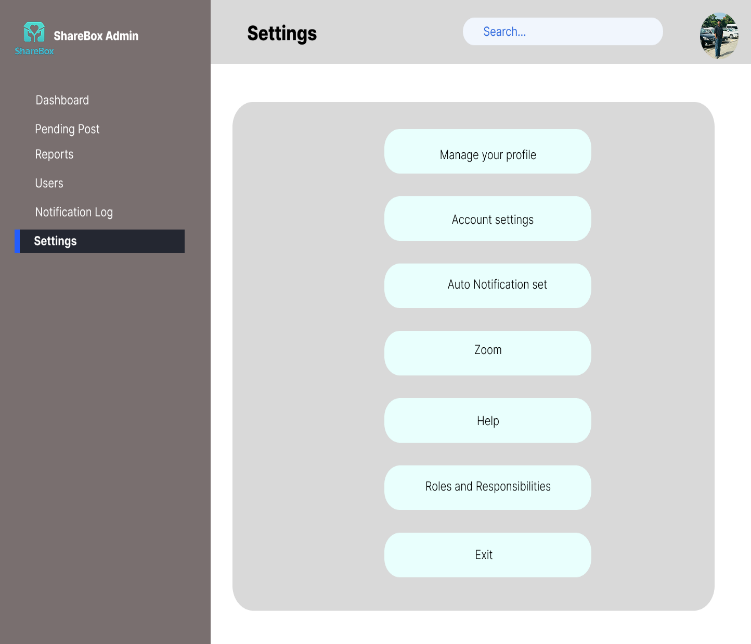 ShareBox Admin
ShareBox
Dashboard
Pending Post
Reports
Users
Notification Log
Settings
Settings
Search...
Manage your profile
Account settings
Auto Notification set
Zoom
Help
Roles and Responsibilities
Exit